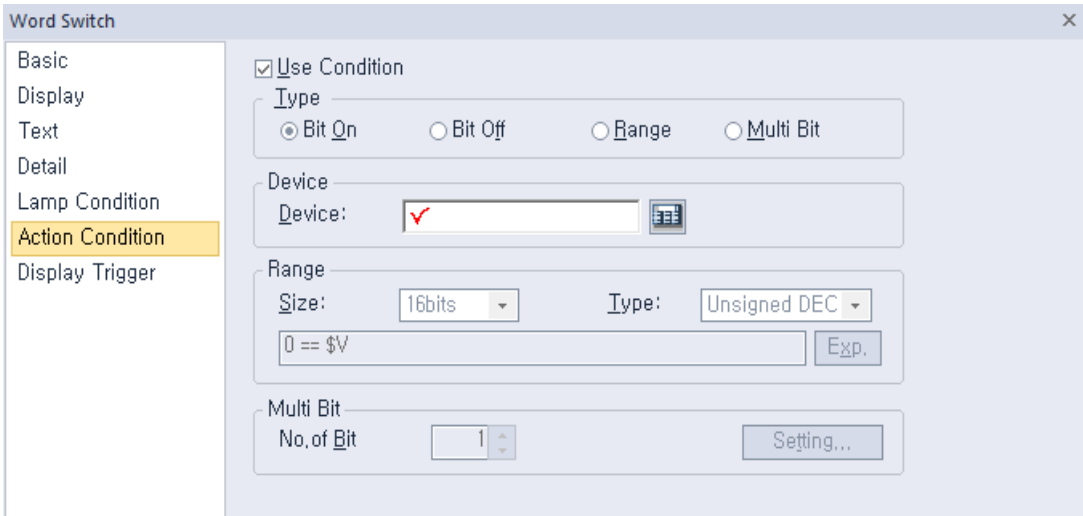 Word Switch
Basic
Display
Text
Detail
Lamp Condition
Action Condition
Display Trigger
Use Condition
Type
Bit On Bit Off Range Multi Bit
Device
Device:
Range
Size: 16bits Type: Unsigned DEC
0 == $V Exp.
Multi Bit
No.of Bit 1 Setting...